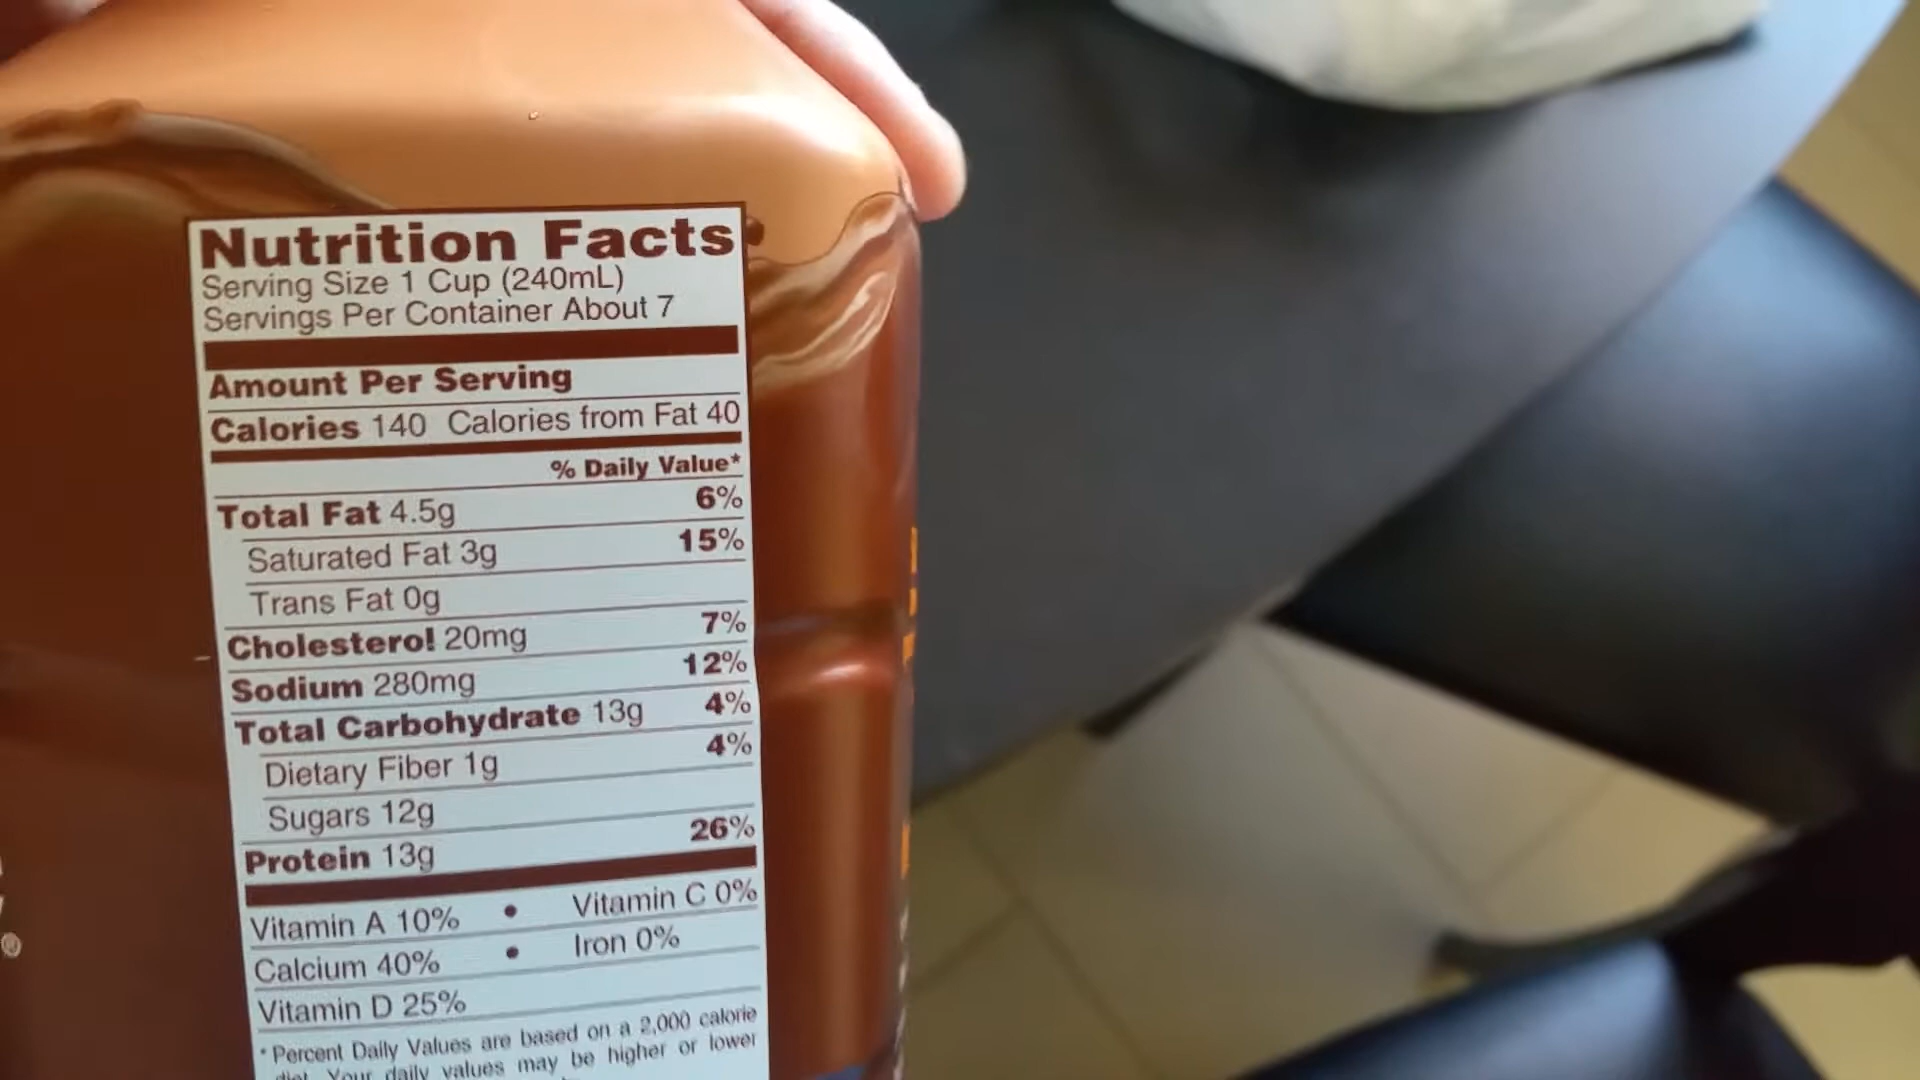 Nutrition Facts
Serving Size 1 Cup (240mL)
Servings Per Container About 7
Amount Per Serving
Calories 140 Calories from Fat 40
% Daily Value*
Total Fat 4.5g 6%
Saturated Fat 3g 15%
Trans Fat 0g
Cholesterol 20mg 7%
Sodium 280mg 12%
Total Carbohydrate 13g 4%
Dietary Fiber 1g 4%
Sugars 12g
Protein 13g 26%
Vitamin A 10% • Vitamin C 0%
Calcium 40% • Iron 0%
Vitamin D 25%
* Percent Daily Values are based on a 2,000 calorie
diet. Your daily values may be higher or lower
®